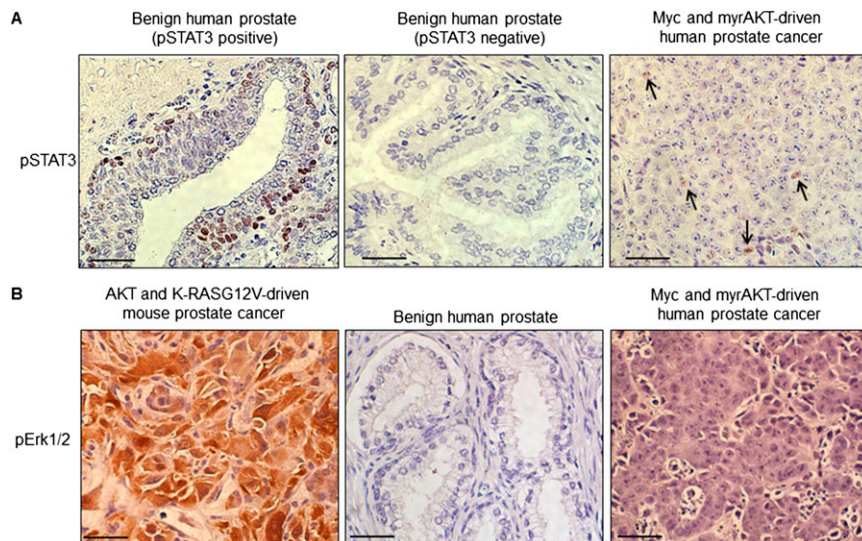 A
Benign human prostate
(pSTAT3 positive)
Benign human prostate
(pSTAT3 negative)
Myc and myrAKT-driven
human prostate cancer
pSTAT3
B
AKT and K-RASG12V-driven
mouse prostate cancer
Benign human prostate
Myc and myrAKT-driven
human prostate cancer
pErk1/2